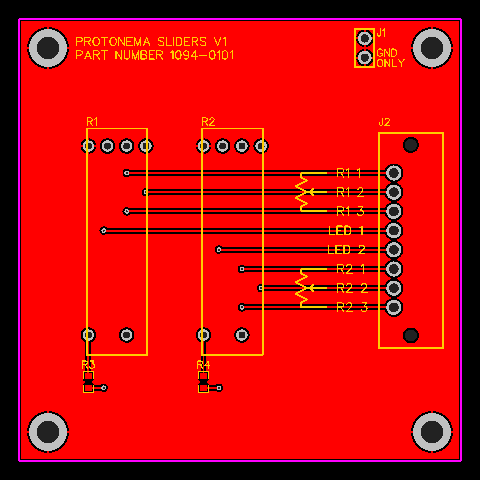 PROTONEMA SLIDERS V1
PART NUMBER 1094-0101
J1
GND
ONLY
R1
R2
J2
R1 1
R1 2
R1 3
LED 1
LED 2
R2 1
R2 2
R2 3
R3
R4